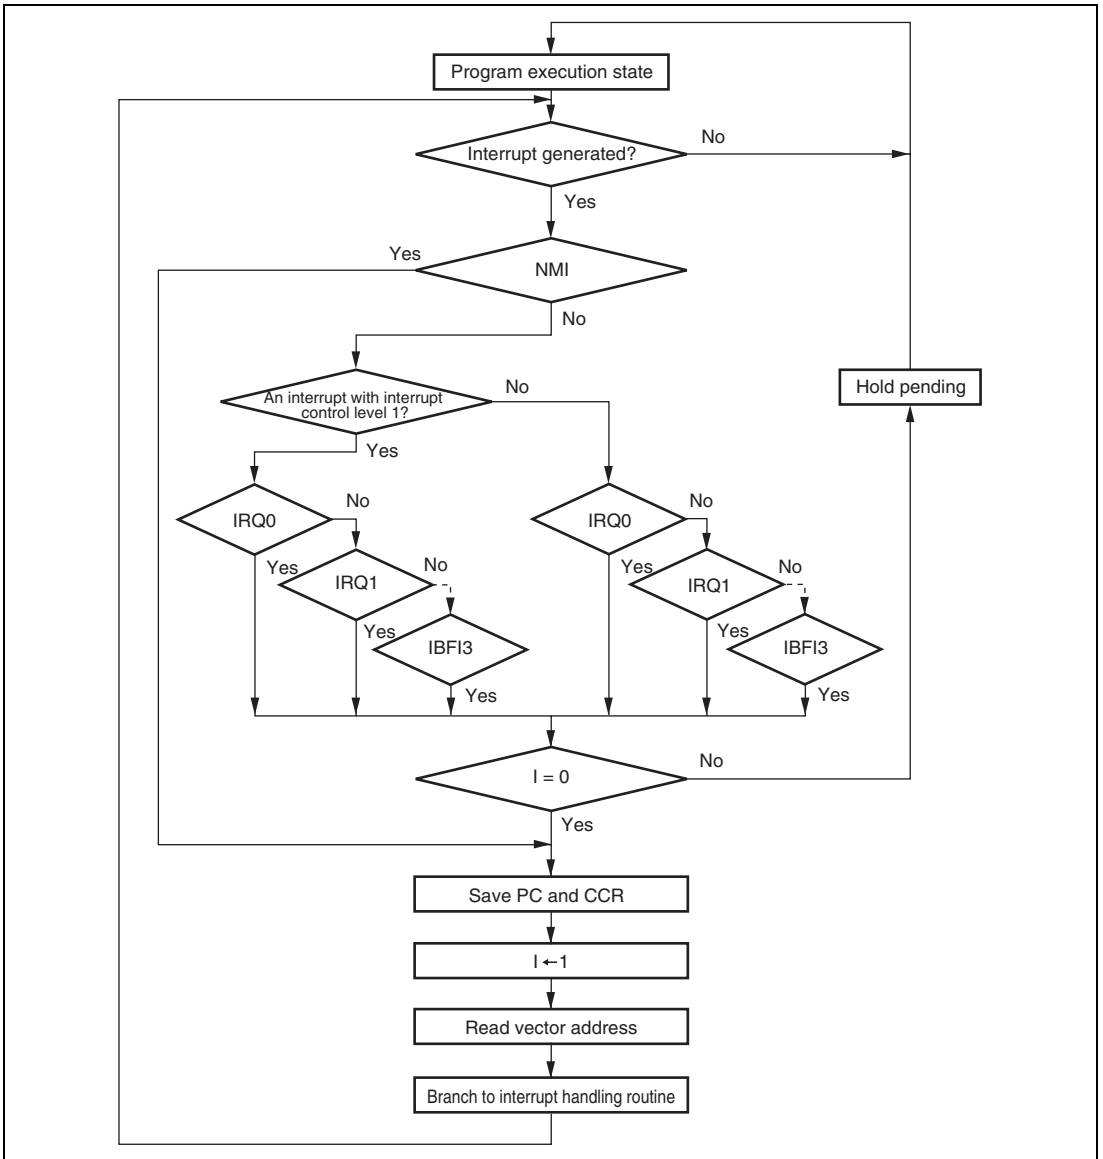 Program execution state
Interrupt generated?
No
Yes
NMI
Yes
No
An interrupt with interrupt
control level 1?
No
Yes
Hold pending
IRQ0
No
Yes
IRQ1
No
Yes
IBFI3
Yes
IRQ0
No
Yes
IRQ1
No
Yes
IBFI3
Yes
I = 0
No
Yes
Save PC and CCR
I ←1
Read vector address
Branch to interrupt handling routine